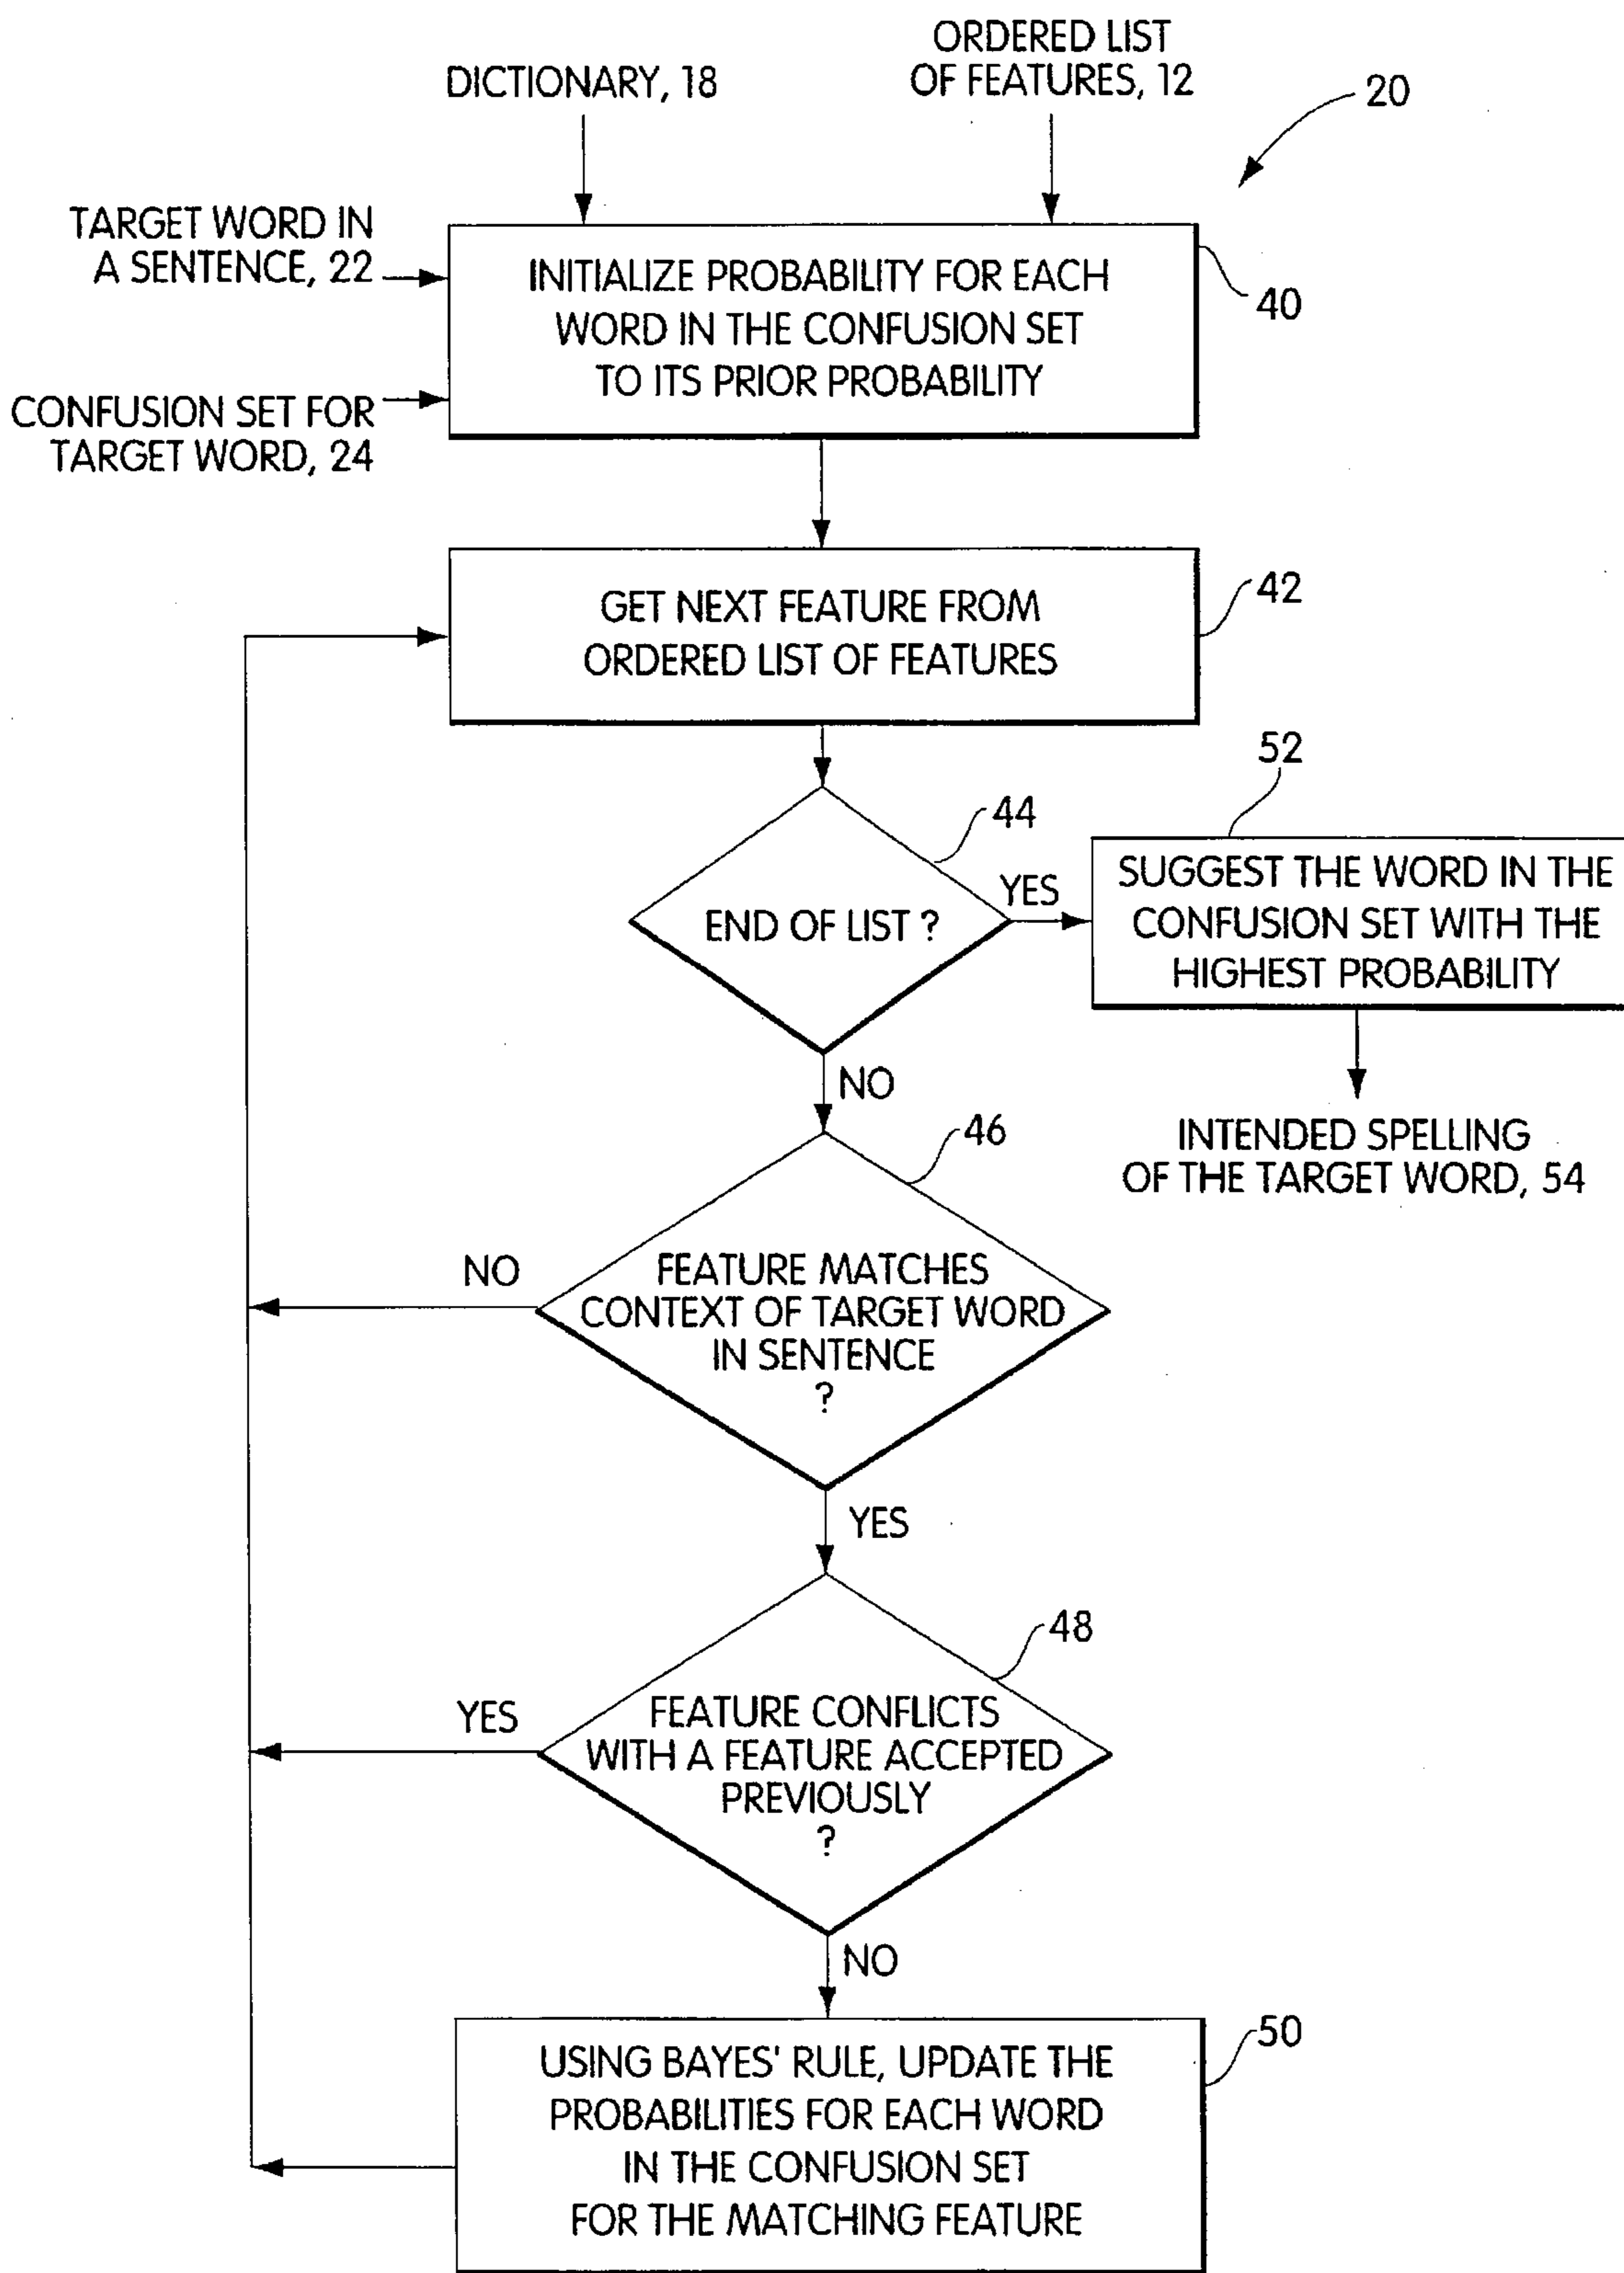 ORDERED LIST
OF FEATURES, 12
DICTIONARY, 18
20
TARGET WORD IN
A SENTENCE, 22
INITIALIZE PROBABILITY FOR EACH
WORD IN THE CONFUSION SET
TO ITS PRIOR PROBABILITY
40
CONFUSION SET FOR
TARGET WORD, 24
GET NEXT FEATURE FROM
ORDERED LIST OF FEATURES
42
44
END OF LIST ?
YES
52
SUGGEST THE WORD IN THE
CONFUSION SET WITH THE
HIGHEST PROBABILITY
INTENDED SPELLING
OF THE TARGET WORD, 54
NO
46
FEATURE MATCHES
CONTEXT OF TARGET WORD
IN SENTENCE
?
NO
YES
48
FEATURE CONFLICTS
WITH A FEATURE ACCEPTED
PREVIOUSLY
?
YES
NO
50
USING BAYES' RULE, UPDATE THE
PROBABILITIES FOR EACH WORD
IN THE CONFUSION SET
FOR THE MATCHING FEATURE